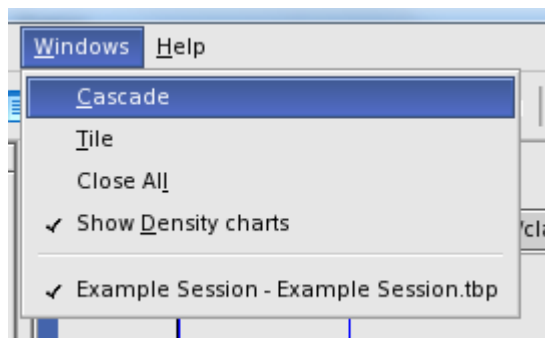 Windows Help
Cascade
Tile
Close All
Show Density charts
Example Session - Example Session.tbp